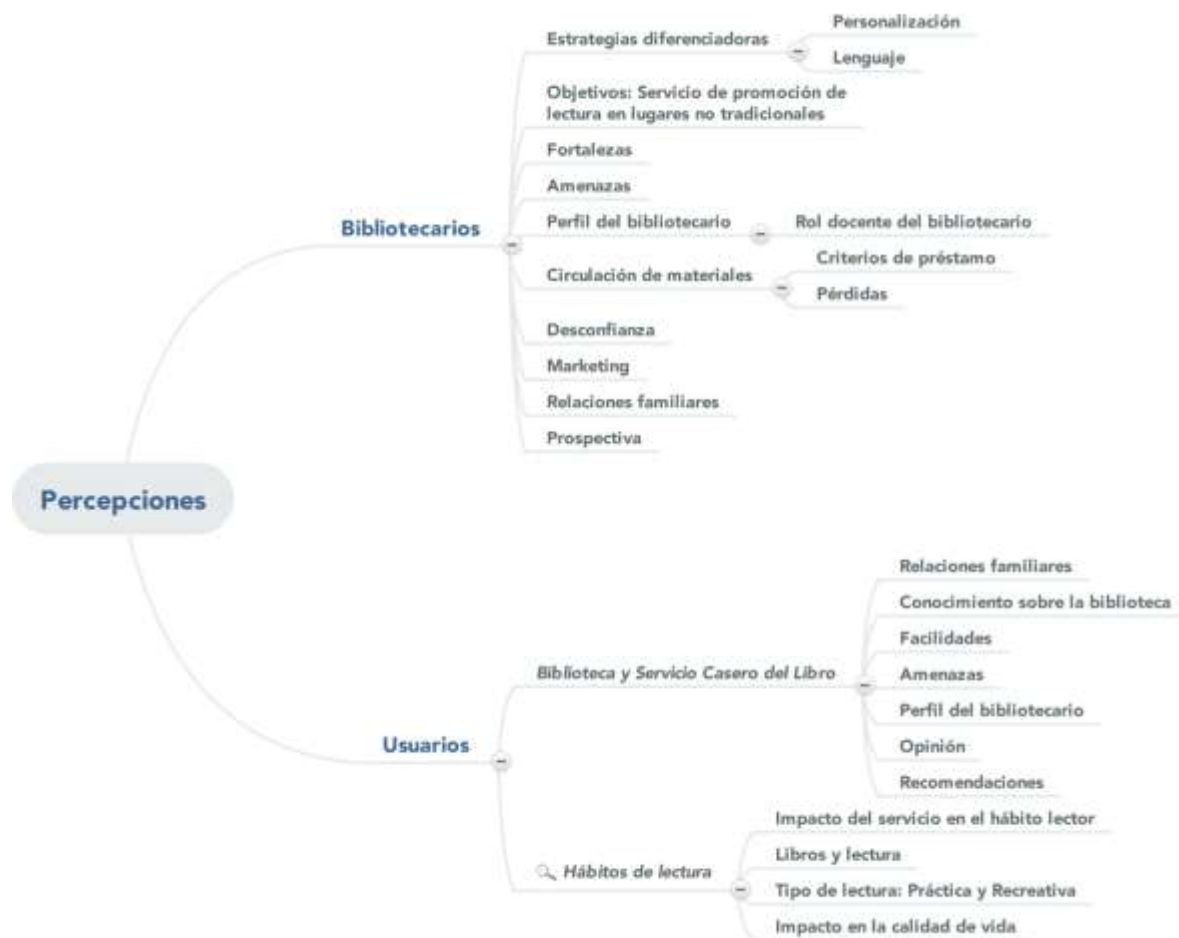 Percepciones
Bibliotecarios
Estrategias diferenciadoras
Personalización
Lenguaje
Objetivos: Servicio de promoción de
lectura en lugares no tradicionales
Fortalezas
Amenazas
Perfil del bibliotecario
Rol docente del bibliotecario
Circulación de materiales
Criterios de préstamo
Pérdidas
Desconfianza
Marketing
Relaciones familiares
Prospectiva
Usuarios
Biblioteca y Servicio Casero del Libro
Relaciones familiares
Conocimiento sobre la biblioteca
Facilidades
Amenazas
Perfil del bibliotecario
Opinión
Recomendaciones
Hábitos de lectura
Impacto del servicio en el hábito lector
Libros y lectura
Tipo de lectura: Práctica y Recreativa
Impacto en la calidad de vida